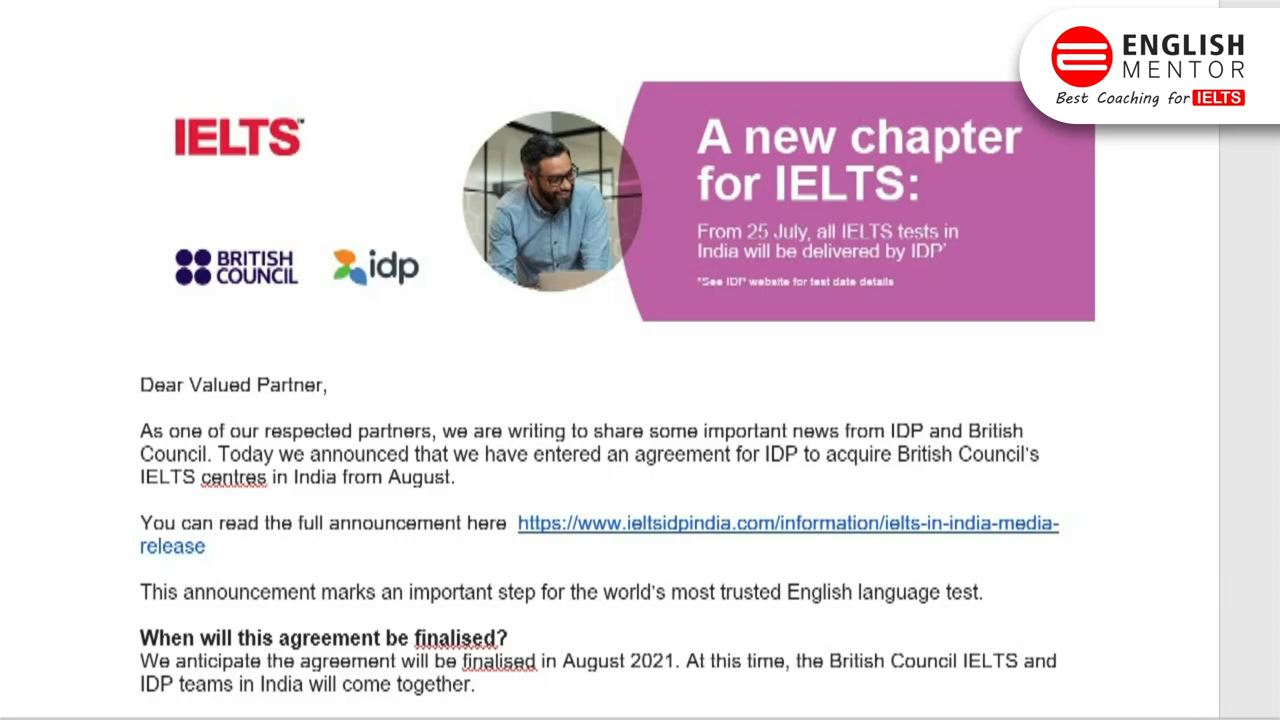 ENGLISH
MENTOR
Best Coaching for IELTS
IELTS™
A new chapter
for IELTS:
From 25 July, all IELTS tests in
India will be delivered by IDP*
*See IDP website for test date details
BRITISH
COUNCIL
idp
Dear Valued Partner,
As one of our respected partners, we are writing to share some important news from IDP and British
Council. Today we announced that we have entered an agreement for IDP to acquire British Council's
IELTS centres in India from August.
You can read the full announcement here https://www.ieltsidpindia.com/information/ielts-in-india-media-
release
This announcement marks an important step for the world's most trusted English language test.
When will this agreement be finalised?
We anticipate the agreement will be finalised in August 2021. At this time, the British Council IELTS and
IDP teams in India will come together.